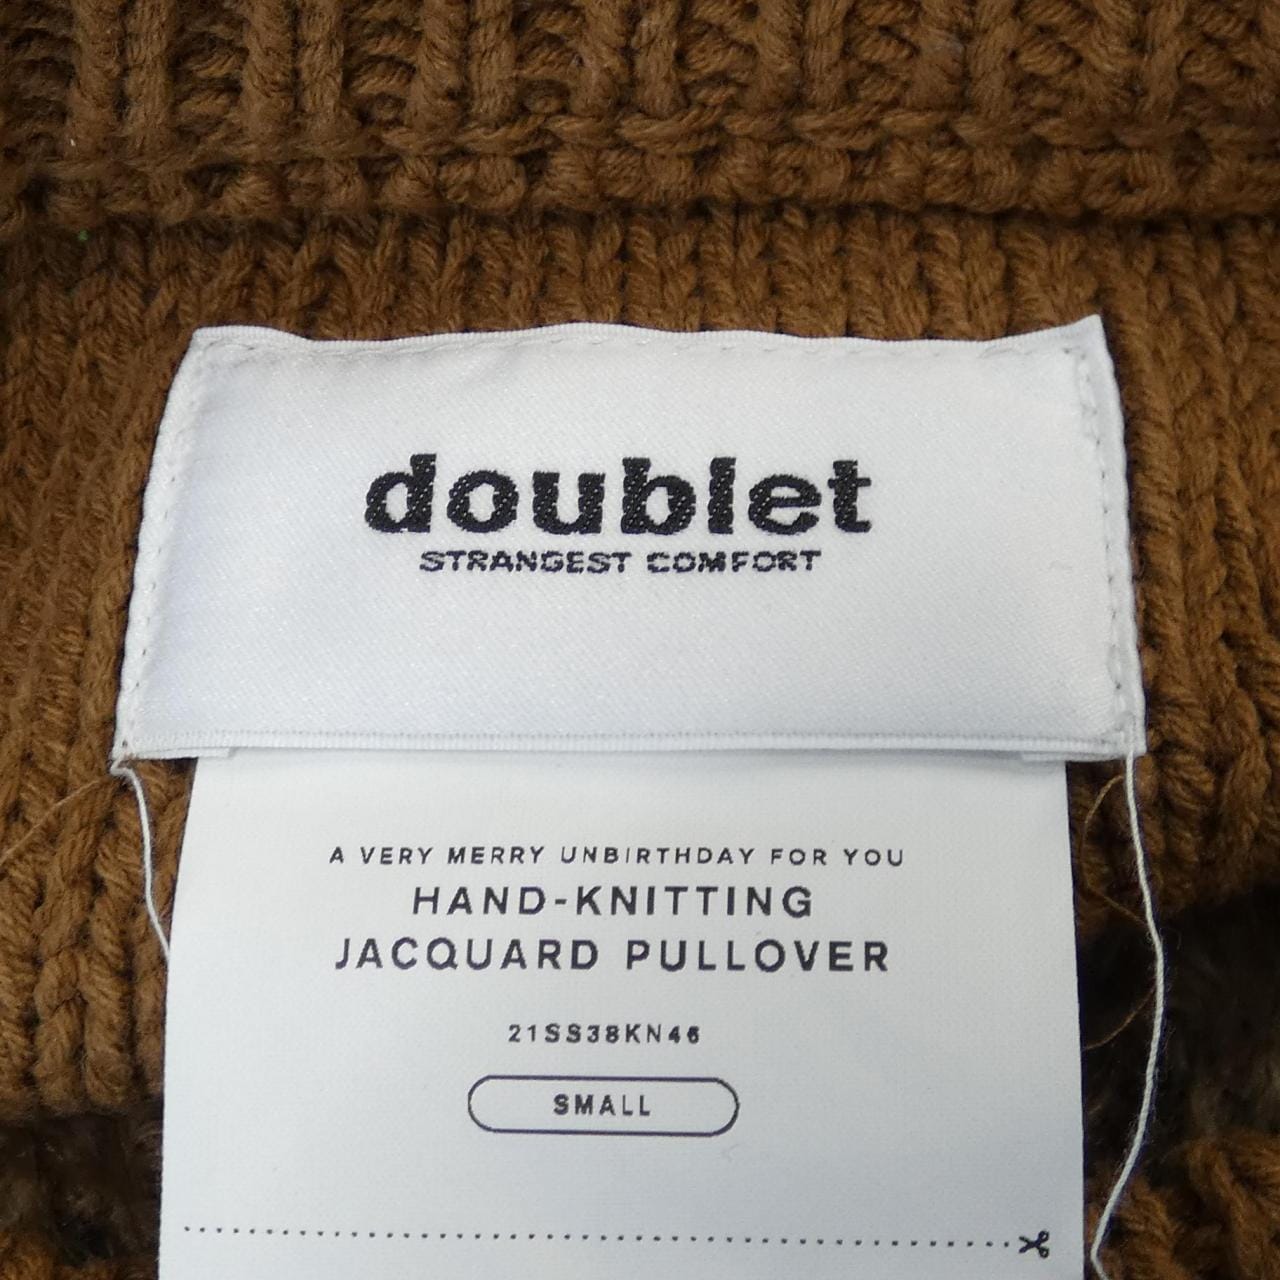 doublet
STRANGEST COMFORT
A VERY MERRY UNBIRTHDAY FOR YOU
HAND-KNITTING
JACQUARD PULLOVER
21SS38KN46
SMALL